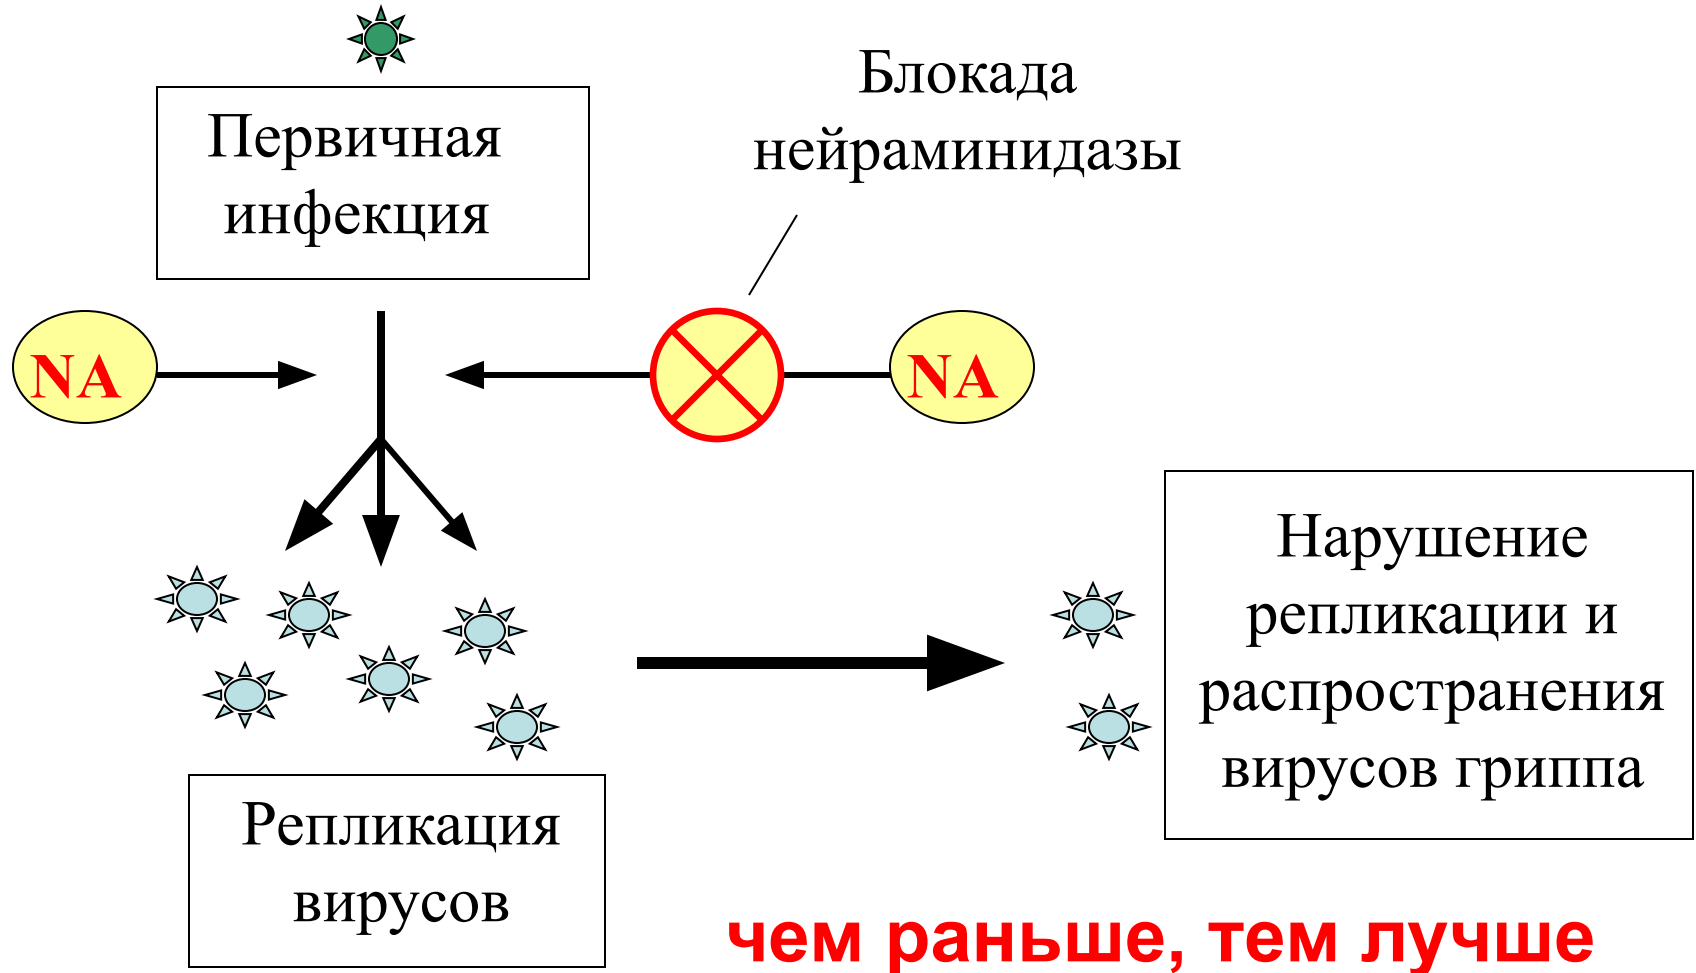 Первичная
инфекция
Блокада
нейраминидазы
NA
NA
Нарушение
репликации и
распространения
вирусов гриппа
Репликация
вирусов
чем раньше, тем лучше